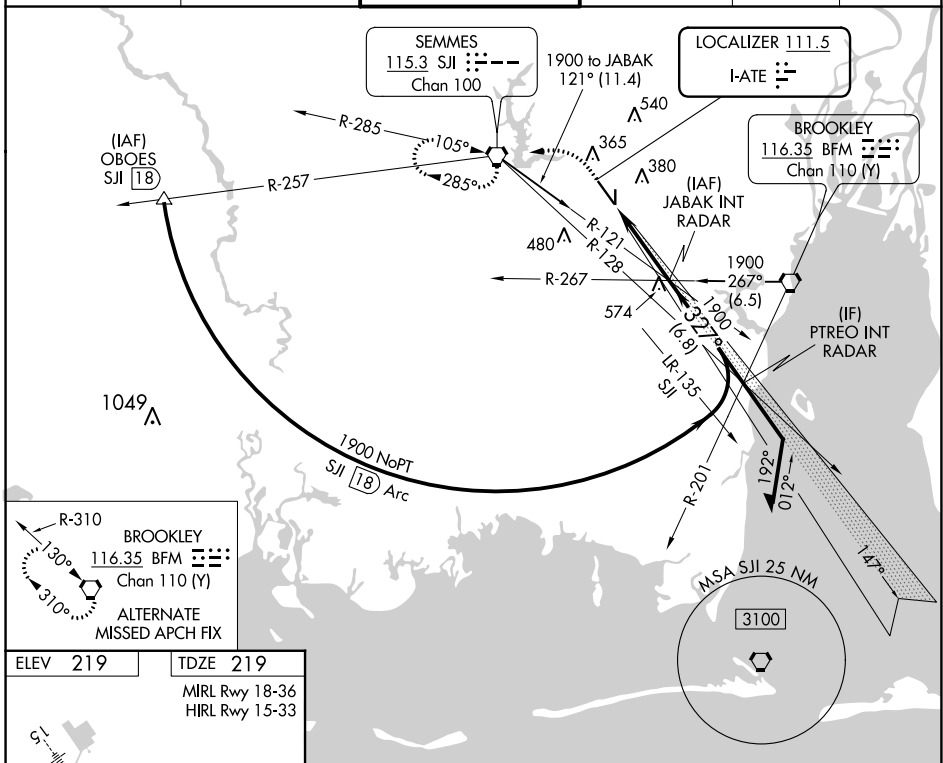 SEMMES
115.3 SJI
Chan 100
1900 to JABAK
121° (11.4)
LOCALIZER 111.5
I-ATE
BROOKLEY
116.35 BFM
Chan 110 (Y)
540
365
380
R-285
105°
285°
(IAF)
OBOES
SJI 18
R-257
(IAF)
JABAK INT
RADAR
R-121
R-128
480
R-267
1900
267°
(6.5)
574
1900
327°
(6.8)
(IF)
PTREO INT
RADAR
LR-135
SJI
1049
1900 NoPT
SJI 18 Arc
R-201
192°
012°
147°
R-310
130°
310°
BROOKLEY
116.35 BFM
Chan 110 (Y)
ALTERNATE
MISSED APCH FIX
MSA SJI 25 NM
3100
ELEV 219
TDZE 219
MIRL Rwy 18-36
HIRL Rwy 15-33
15